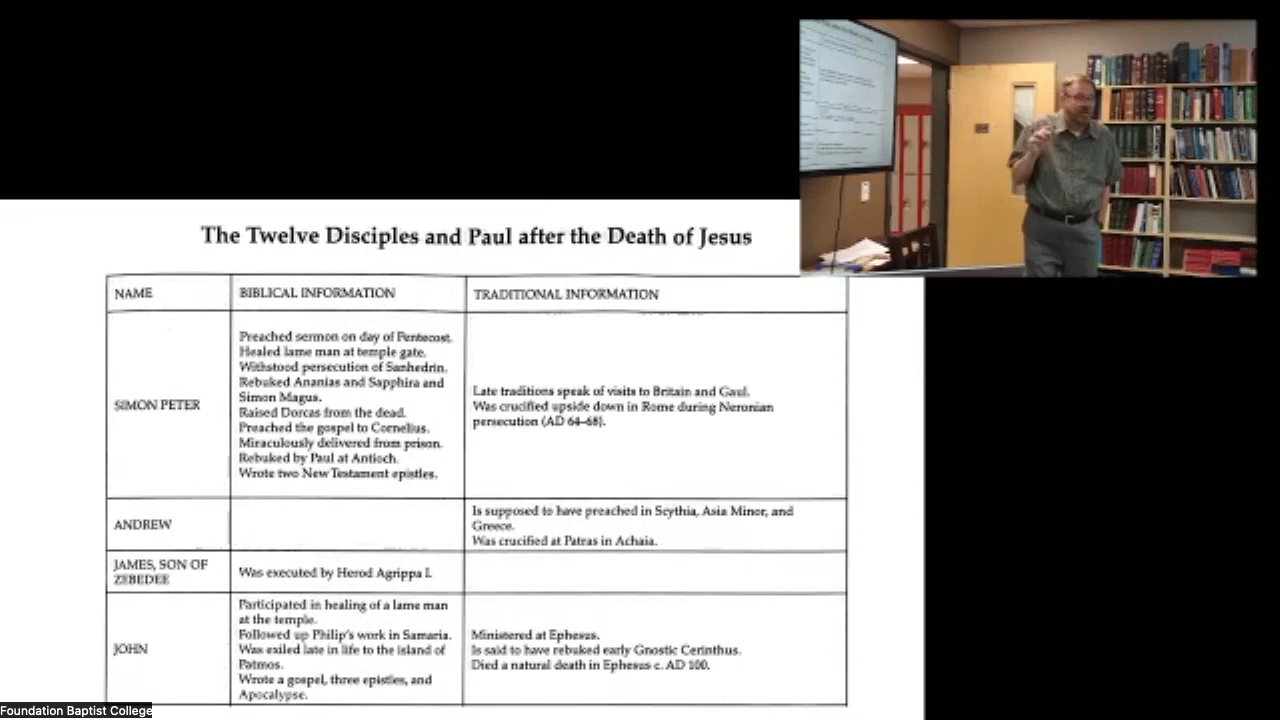 The Twelve Disciples and Paul after the Death of Jesus
NAME
BIBLICAL INFORMATION
TRADITIONAL INFORMATION
SIMON PETER
Preached sermon on day of Pentecost.
Healed lame man at temple gate.
Withstood persecution of Sanhedrin.
Rebuked Ananias and Sapphira and
Simon Magus.
Raised Dorcas from the dead.
Preached the gospel to Cornelius.
Miraculously delivered from prison.
Rebuked by Paul at Antioch.
Wrote two New Testament epistles.
Late traditions speak of visits to Britain and Gaul.
Was crucified upside down in Rome during Neronian
persecution (AD 64–68).
ANDREW
Is supposed to have preached in Scythia, Asia Minor, and
Greece.
Was crucified at Patras in Achaia.
JAMES, SON OF
ZEBEDEE
Was executed by Herod Agrippa I.
JOHN
Participated in healing of a lame man
at the temple.
Followed up Philip's work in Samaria.
Was exiled late in life to the island of
Patmos.
Wrote a gospel, three epistles, and
Apocalypse.
Ministered at Ephesus.
Is said to have rebuked early Gnostic Cerinthus.
Died a natural death in Ephesus c. AD 100.
Foundation Baptist College